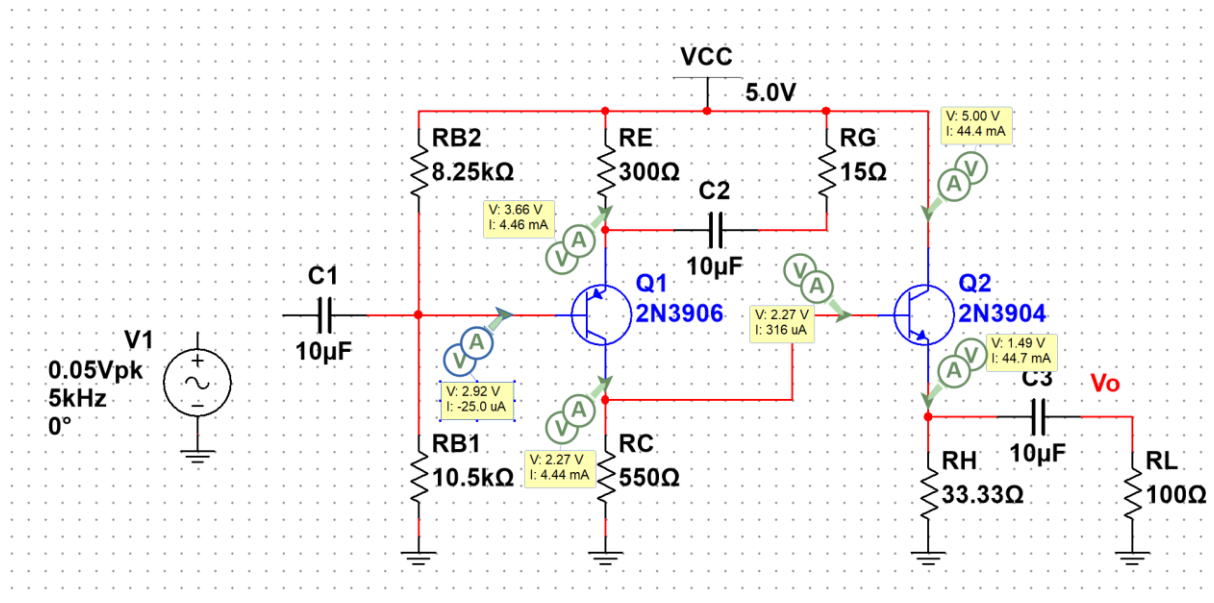 VCC
5.0V
RB2
8.25kΩ
RE
300Ω
RG
15Ω
V: 5.00 V
I: 44.4 mA
A
V
V: 3.66 V
I: 4.46 mA
V
A
C2
10µF
C1
10µF
Q1
2N3906
V
A
V: 2.27 V
I: 316 uA
Q2
2N3904
V1
0.05Vpk
5kHz
0°
V
A
V: 2.92 V
I: -25.0 uA
V: 1.49 V
I: 44.7 mA
A
V
C3
10µF
Vo
V
A
V: 2.27 V
I: 4.44 mA
RB1
10.5kΩ
RC
550Ω
RH
33.33Ω
RL
100Ω